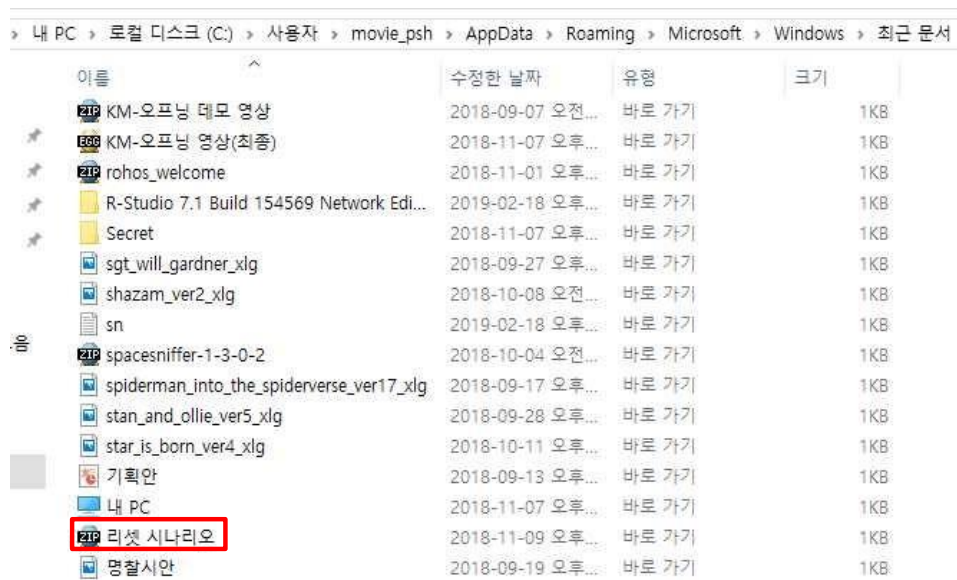 › 내 PC › 로컬 디스크 (C:) › 사용자 › movie_psh › AppData › Roaming › Microsoft › Windows › 최근 문서
이름 수정한 날짜 유형 크기
ZIP KM-오프닝 데모 영상 2018-09-07 오전... 바로 가기 1KB
EGG KM-오프닝 영상(최종) 2018-11-07 오후... 바로 가기 1KB
ZIP rohos_welcome 2018-11-01 오후... 바로 가기 1KB
R-Studio 7.1 Build 154569 Network Edi... 2019-02-18 오후... 바로 가기 1KB
Secret 2018-11-07 오후... 바로 가기 1KB
sgt_will_gardner_xlg 2018-09-27 오후... 바로 가기 1KB
shazam_ver2_xlg 2018-10-08 오전... 바로 가기 1KB
sn 2019-02-18 오후... 바로 가기 1KB
.음
ZIP spacesniffer-1-3-0-2 2018-10-04 오전... 바로 가기 1KB
spiderman_into_the_spiderverse_ver17_xlg 2018-09-17 오후... 바로 가기 1KB
stan_and_ollie_ver5_xlg 2018-09-28 오후... 바로 가기 1KB
star_is_born_ver4_xlg 2018-10-11 오후... 바로 가기 1KB
기획안 2018-09-13 오후... 바로 가기 1KB
내 PC 2018-11-07 오후... 바로 가기 1KB
ZIP 리셋 시나리오 2018-11-09 오후... 바로 가기 1KB
명찰시안 2018-09-19 오후... 바로 가기 1KB